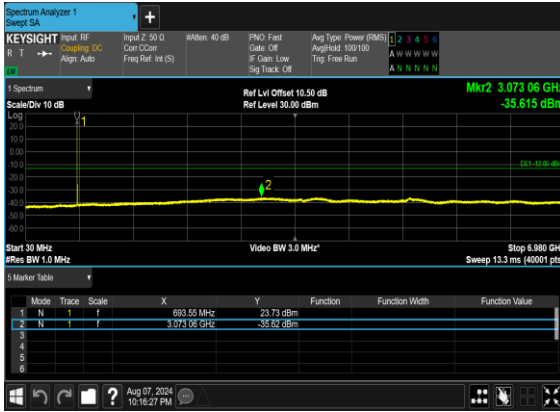 Spectrum Analyzer 1
Swept SA
KEYSIGHT
R T
Input: RF
Coupling: DC
Align: Auto
Input Z: 50 Ω
Corr CCorr
Freq Ref: Int (S)
#Atten: 40 dB
PNO: Fast
Gate: Off
IF Gain: Low
Sig Track: Off
Avg Type: Power (RMS)
Avg|Hold: 100/100
Trig: Free Run
1 2 3 4 5 6
A W W W W W
A N N N N N
1 Spectrum
Scale/Div 10 dB
Ref Lvl Offset 10.50 dB
Ref Level 30.00 dBm
Mkr2 3.073 06 GHz
-35.615 dBm
Log
20.0
10.0
0.00
-10.0
-20.0
-30.0
-40.0
-50.0
-60.0
1
2
DL1 -13.00 dBm
Start 30 MHz
#Res BW 1.0 MHz
Video BW 3.0 MHz*
Stop 6.980 GH
Sweep 13.3 ms (40001 pts
5 Marker Table
Mode Trace Scale X Y Function Function Width Function Value
1 N 1 f 693.55 MHz 23.73 dBm
2 N 1 f 3.073 06 GHz -35.62 dBm
3
4
5
6
Aug 07, 2024
10:16:27 PM